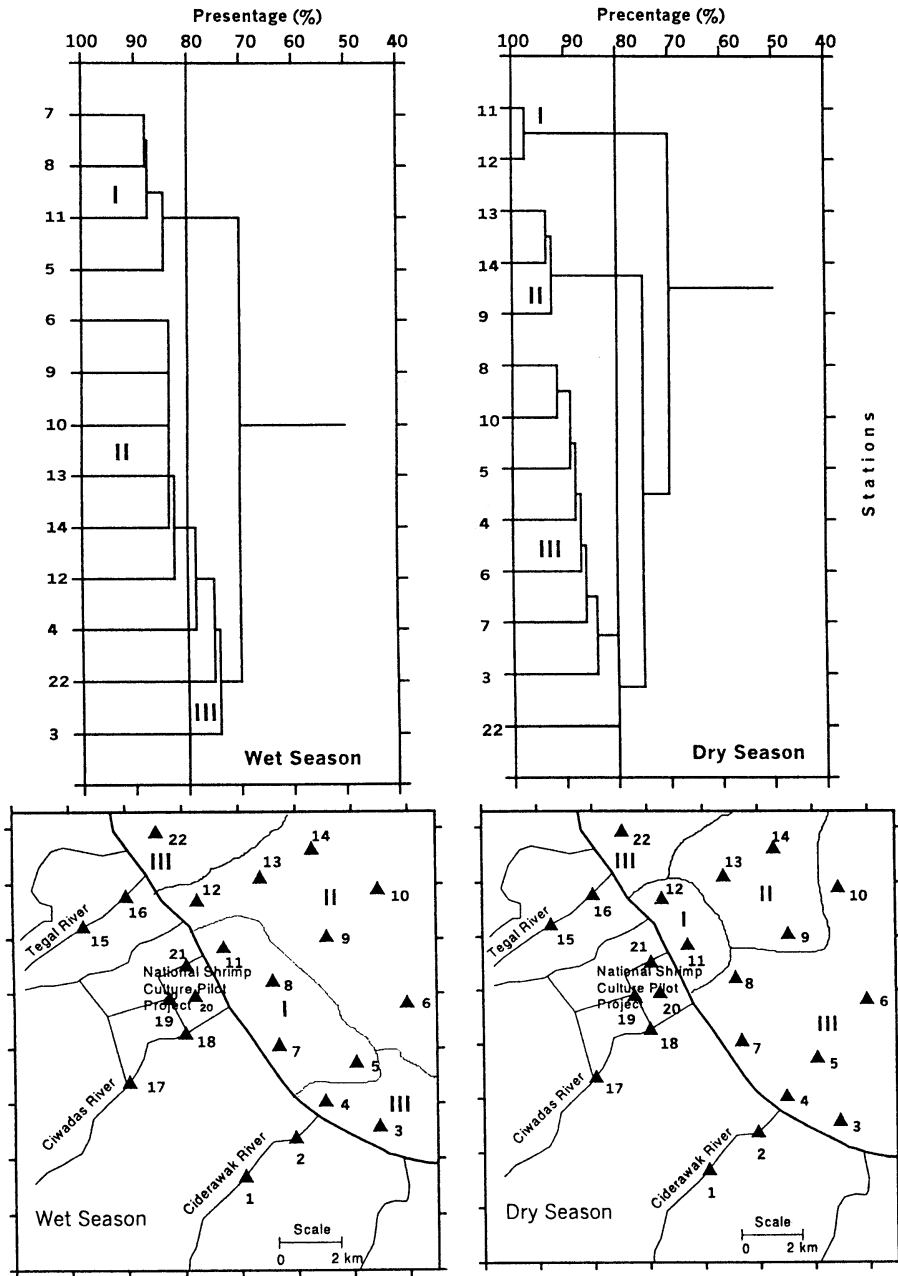 Presentage (%)
100 90 80 70 60 50 40
7
8
I
11
5
6
9
10
II
13
14
12
4
22
III
3
Wet Season
Precentage (%)
100 90 80 70 60 50 40
11
I
12
13
14
II
9
8
10
5
4
III
6
7
3
22
Dry Season
Stations
22
14
III
13
12
II
10
16
Tegal River
15
9
21
11
National Shrimp
Culture Pilot
Project
8
20
6
19
I
18
7
5
17
Ciwadas River
4
III
3
2
Ciderawak River
1
Wet Season
Scale
0 2 km
22
14
III
13
12
II
10
16
I
Tegal River
15
9
21
11
National Shrimp
Culture Pilot
Project
8
20
6
19
III
18
7
5
17
Ciwadas River
4
3
2
Ciderawak River
1
Dry Season
Scale
0 2 km